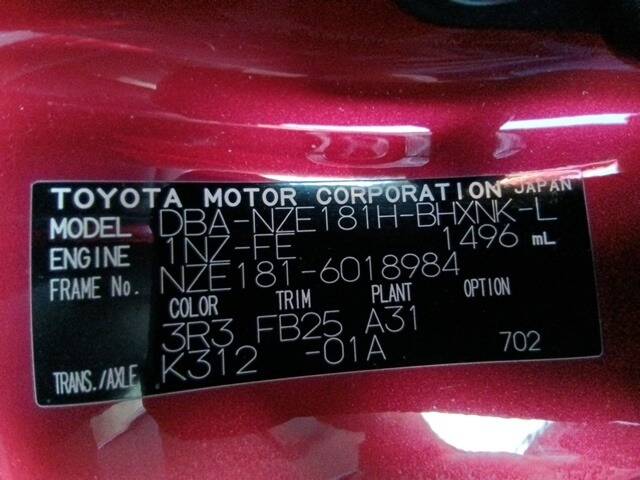 TOYOTA MOTOR CORPORATION JAPAN
MODEL DBA-NZE181H-BHXNK-L
ENGINE 1NZ-FE 1496 mL
FRAME No. NZE181-6018984
COLOR TRIM PLANT OPTION
3R3 FB25 A31
TRANS./AXLE K312 -01A 702